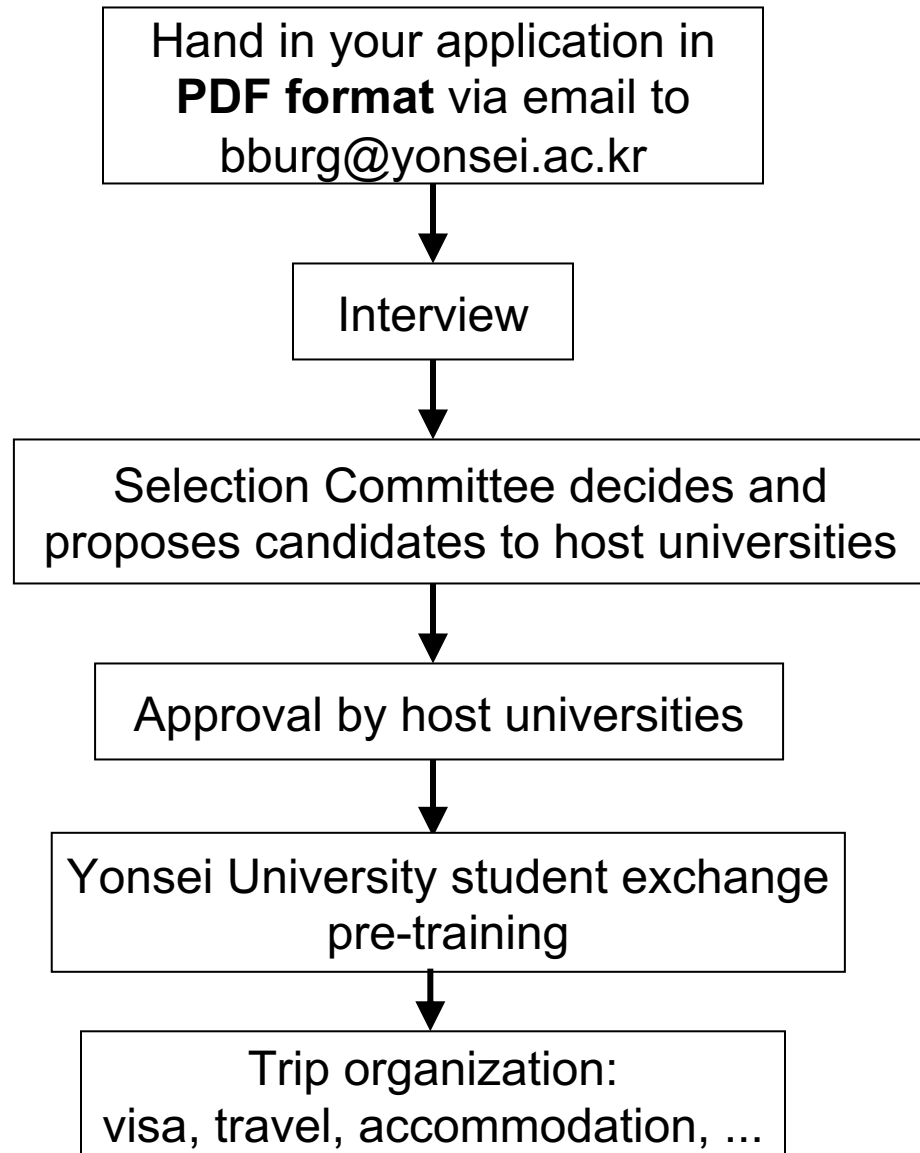 Hand in your application in
PDF format via email to
bburg@yonsei.ac.kr
Interview
Selection Committee decides and
proposes candidates to host universities
Approval by host universities
Yonsei University student exchange
pre-training
Trip organization:
visa, travel, accommodation, ...